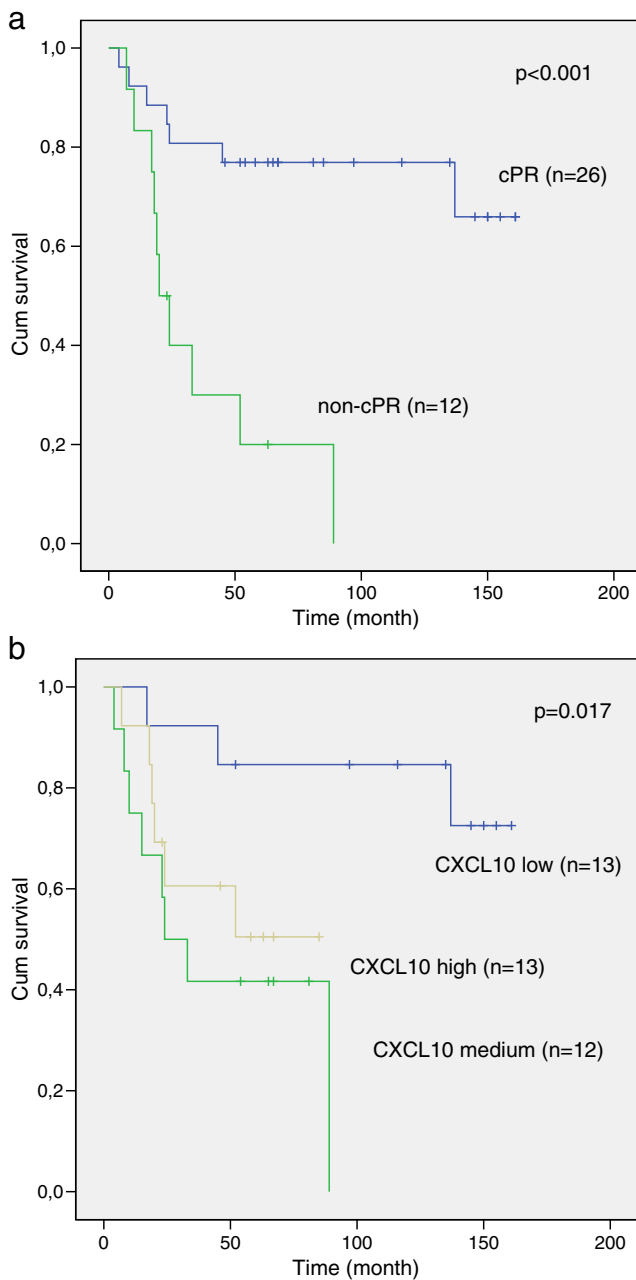 a
1,0
p<0.001
0,8
cPR (n=26)
0,6
Cum survival
0,4
non-cPR (n=12)
0,2
0,0
0 50 100 150 200
Time (month)
b
1,0
p=0.017
0,8
CXCL10 low (n=13)
0,6
Cum survival
CXCL10 high (n=13)
0,4
CXCL10 medium (n=12)
0,2
0,0
0 50 100 150 200
Time (month)